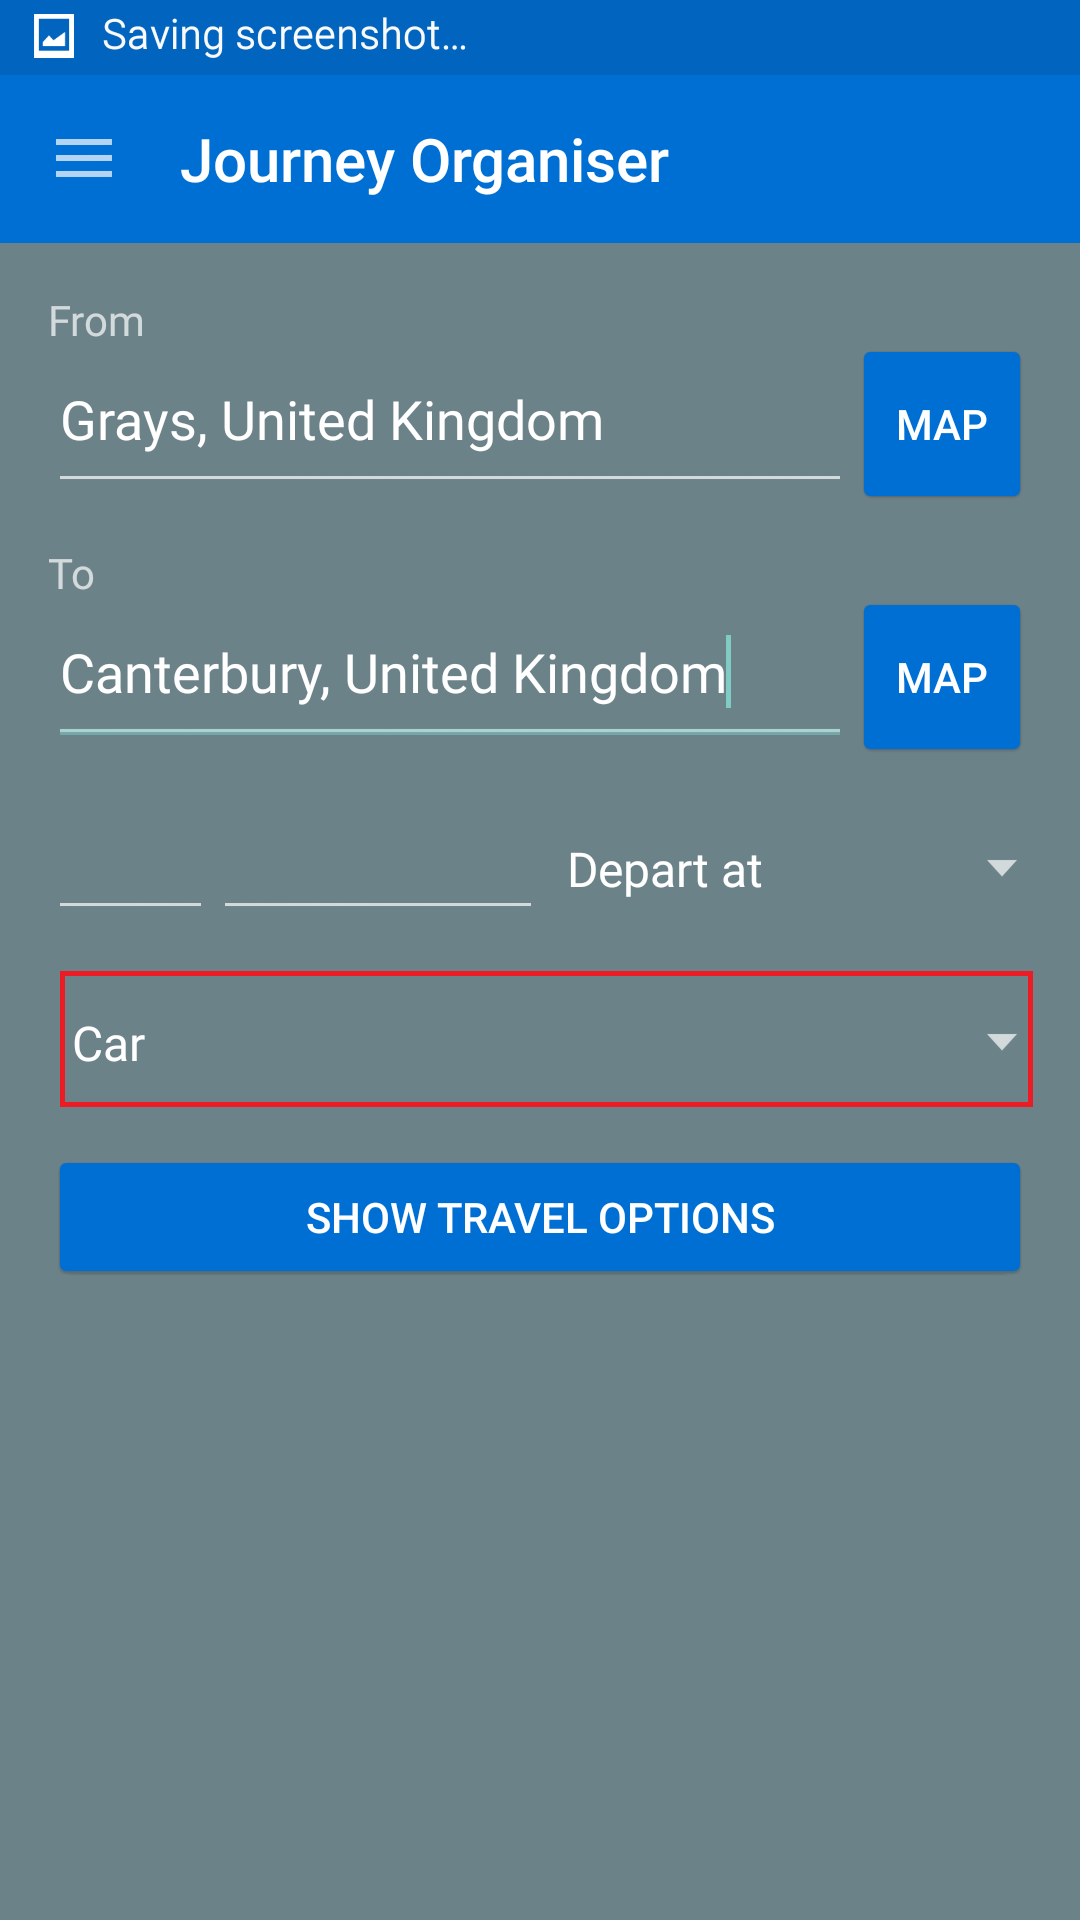 Saving screenshot...
Journey Organiser
From
Grays, United Kingdom
MAP
To
Canterbury, United Kingdom
MAP
Depart at
Car
SHOW TRAVEL OPTIONS